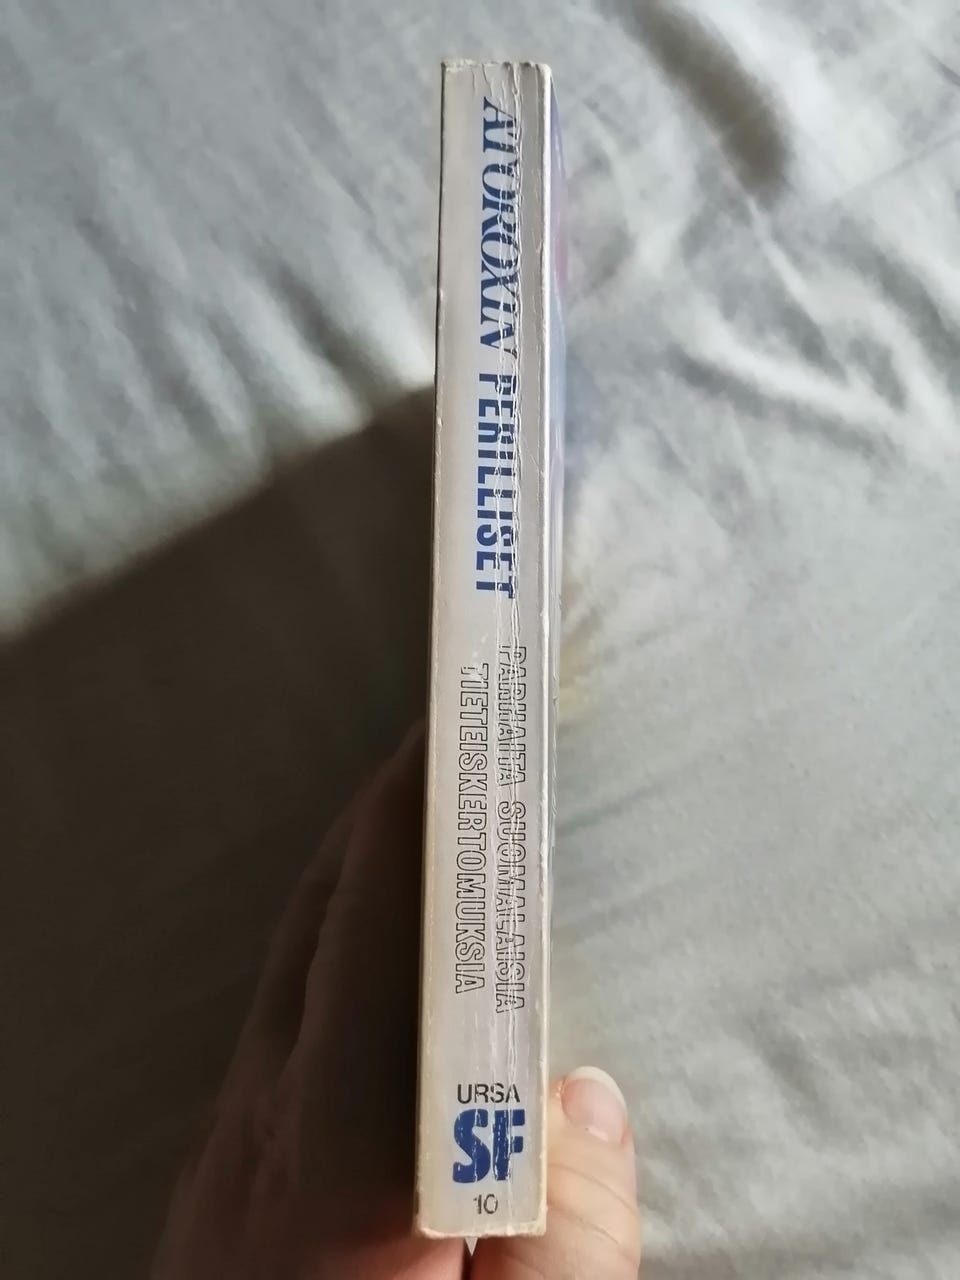 ATOROXIN PERILLISET
PARHAITA SUOMALAISIA
TIETEISKERTOMUKSIA
URSA
SF
10